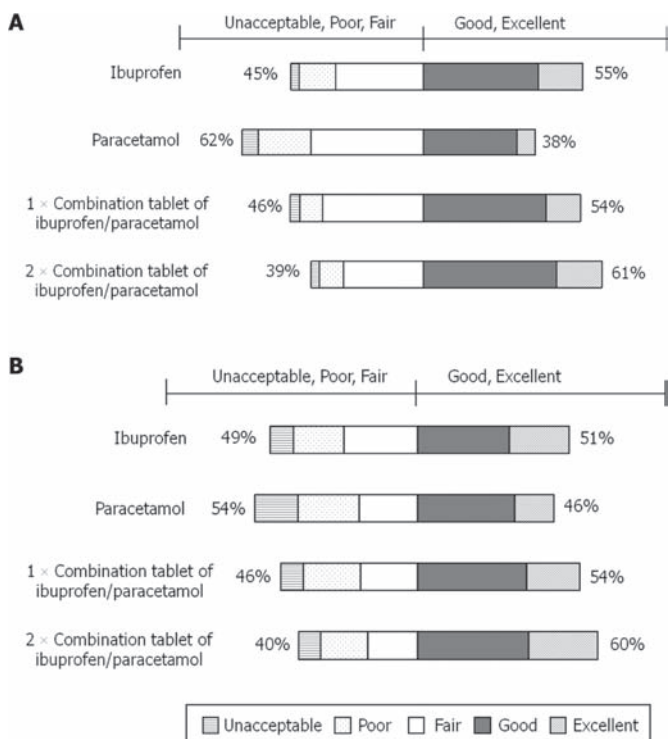 A
Unacceptable, Poor, Fair Good, Excellent
Ibuprofen 45% 55%
Paracetamol 62% 38%
1 × Combination tablet of
ibuprofen/paracetamol 46% 54%
2 × Combination tablet of
ibuprofen/paracetamol 39% 61%
B
Unacceptable, Poor, Fair Good, Excellent
Ibuprofen 49% 51%
Paracetamol 54% 46%
1 × Combination tablet of
ibuprofen/paracetamol 46% 54%
2 × Combination tablet of
ibuprofen/paracetamol 40% 60%
Unacceptable Poor Fair Good Excellent